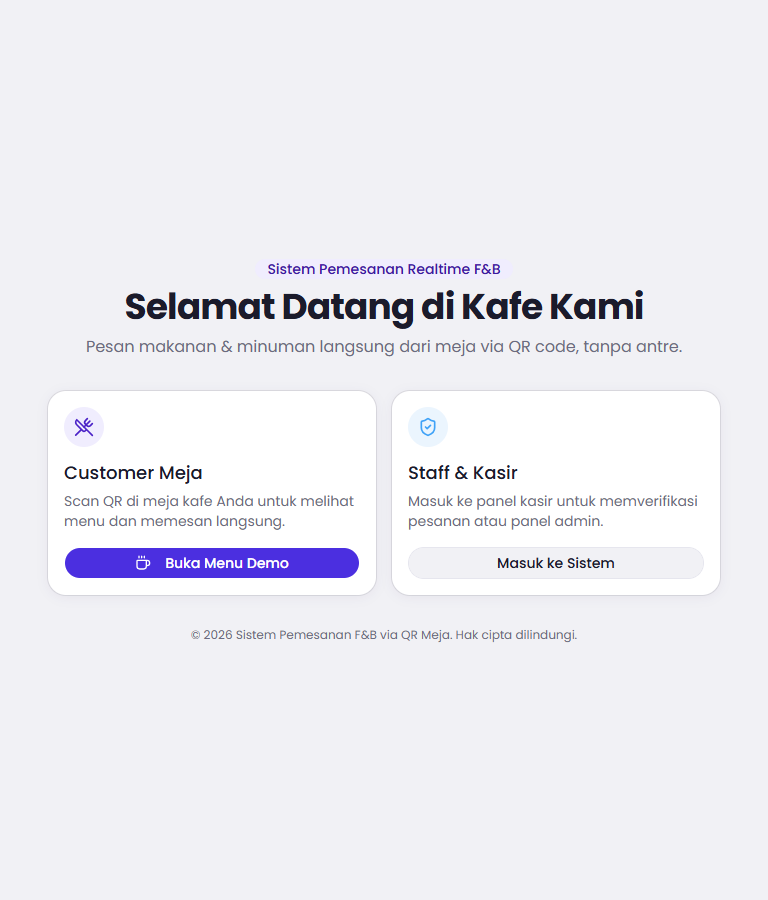 Sistem Pemesanan Realtime F&B
Selamat Datang di Kafe Kami
Pesan makanan & minuman langsung dari meja via QR code, tanpa antre.
Customer Meja
Scan QR di meja kafe Anda untuk melihat
menu dan memesan langsung.
Buka Menu Demo
Staff & Kasir
Masuk ke panel kasir untuk memverifikasi
pesanan atau panel admin.
Masuk ke Sistem
© 2026 Sistem Pemesanan F&B via QR Meja. Hak cipta dilindungi.